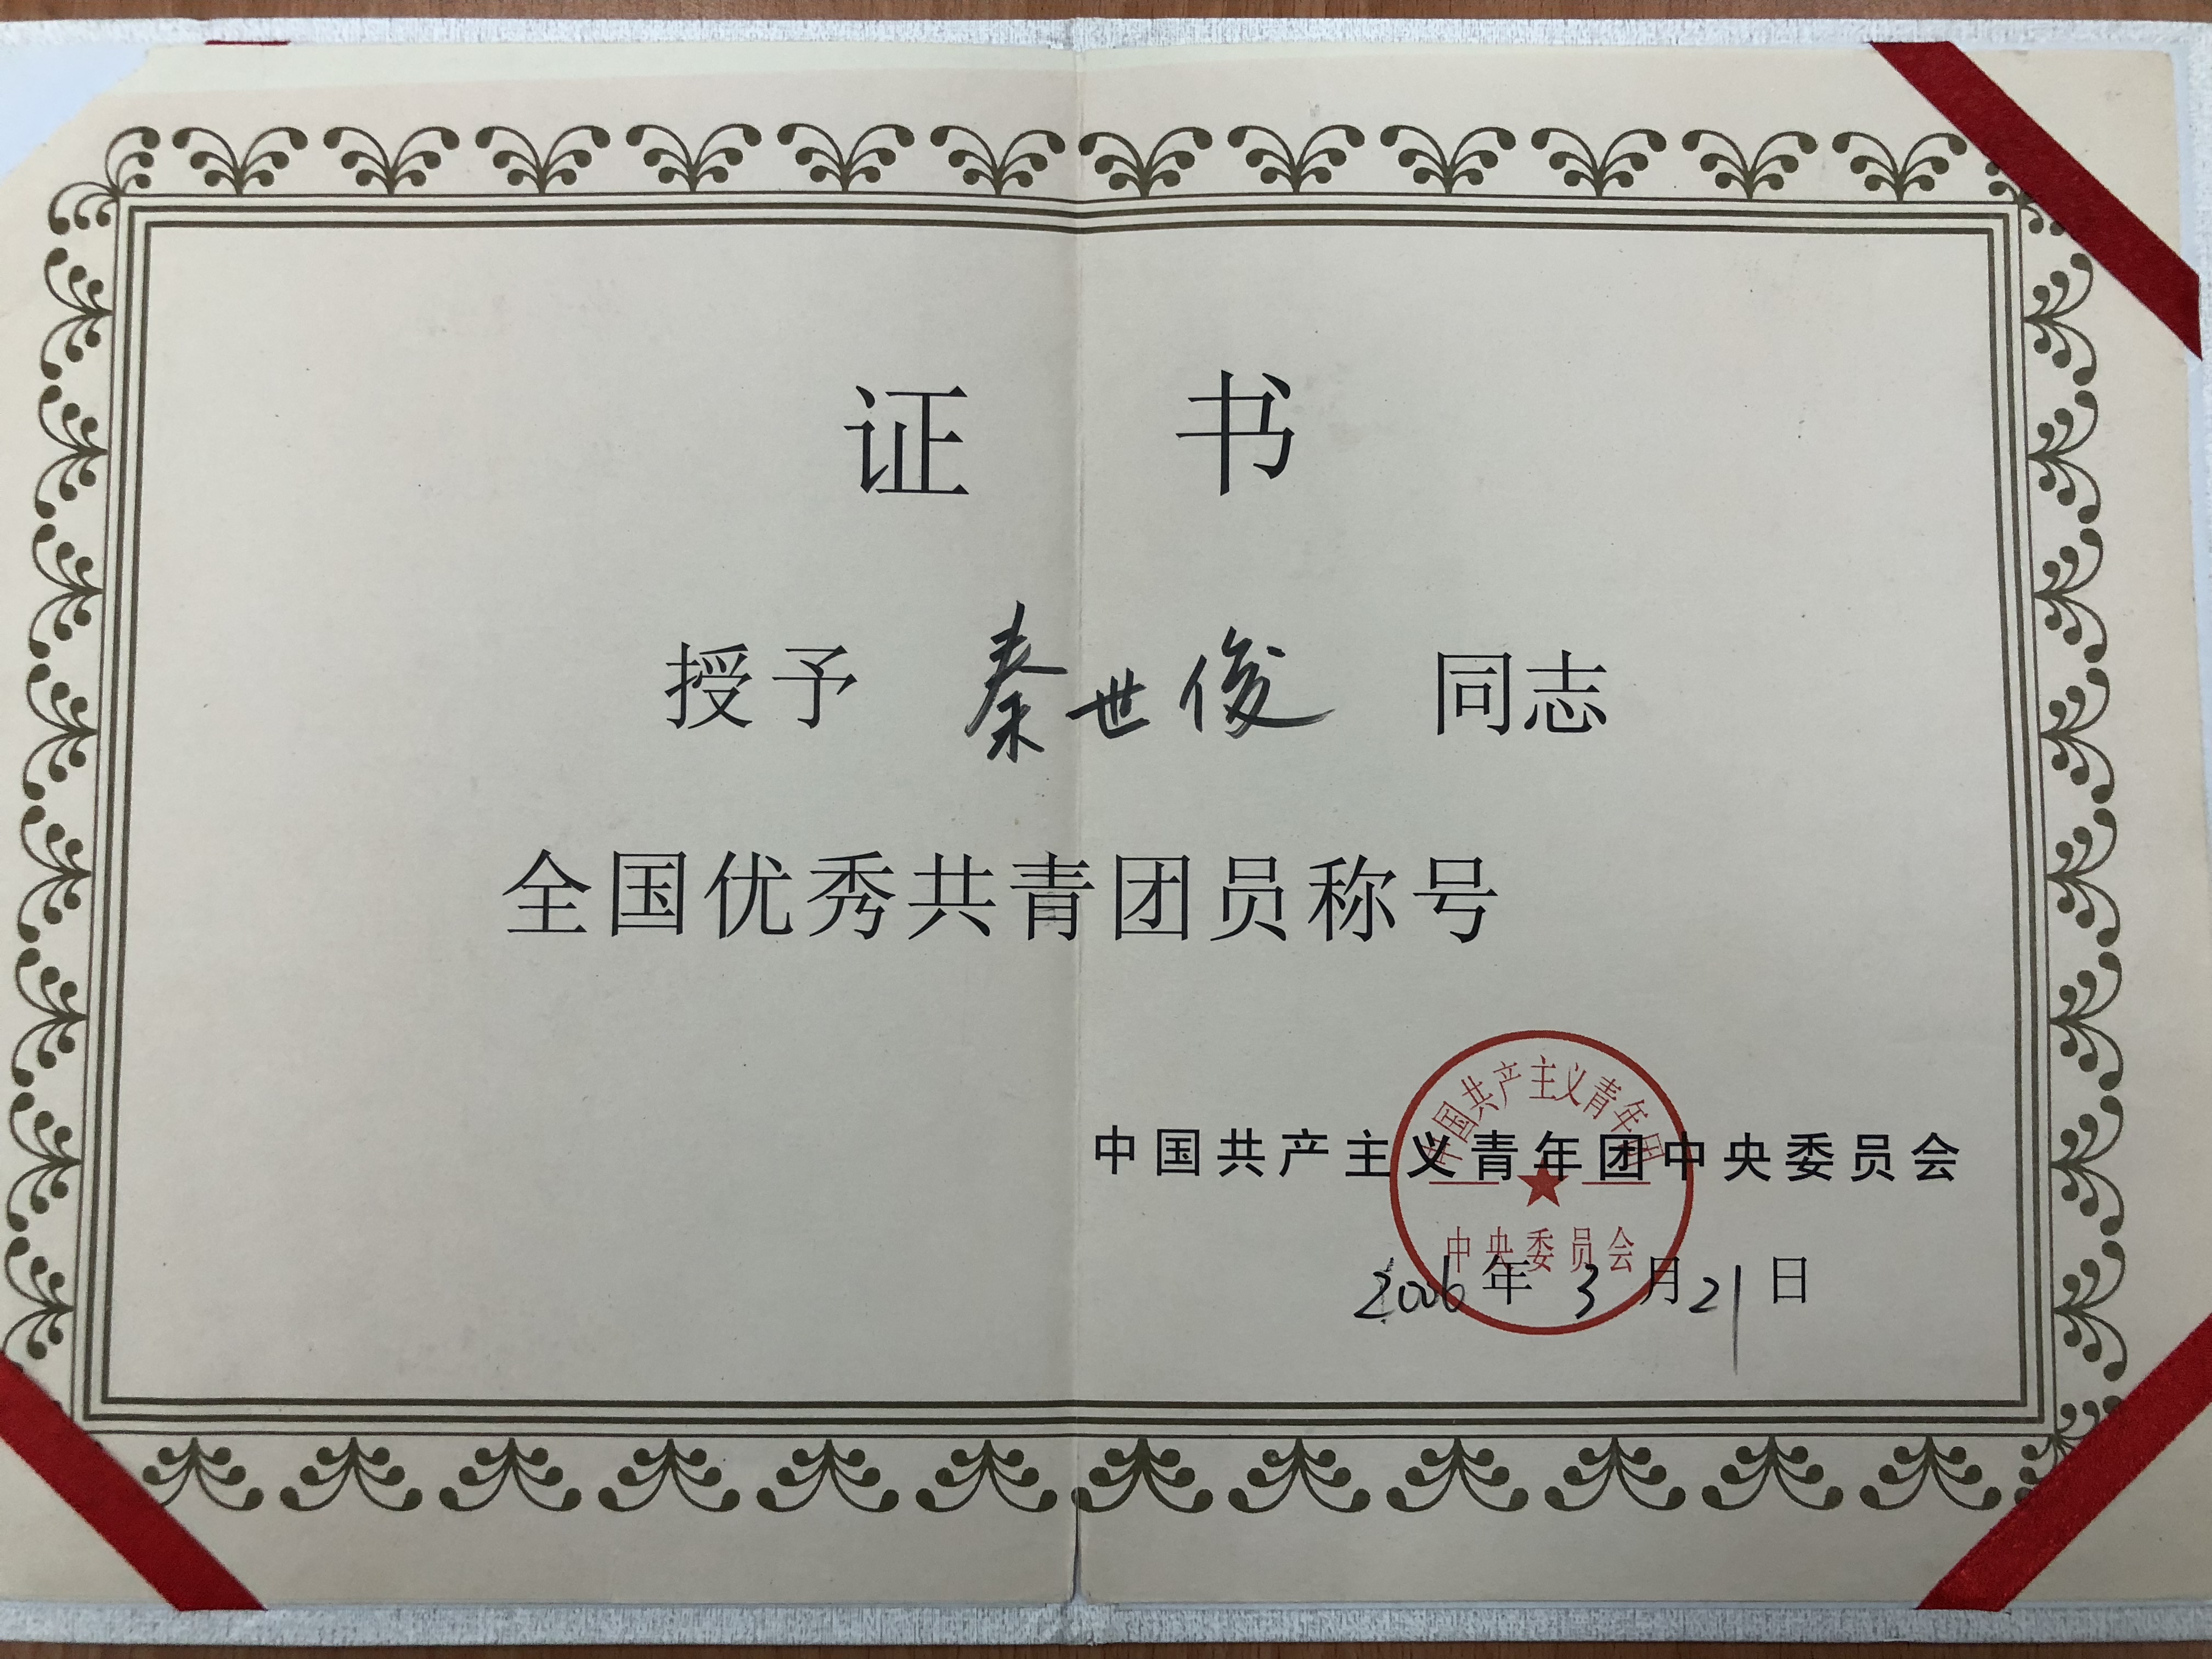 证 书
授予 秦世俊 同志
全国优秀共青团员称号
中国共产主义青年团中央委员会
中国共产主义青年团
中央委员会
2006年3月21日